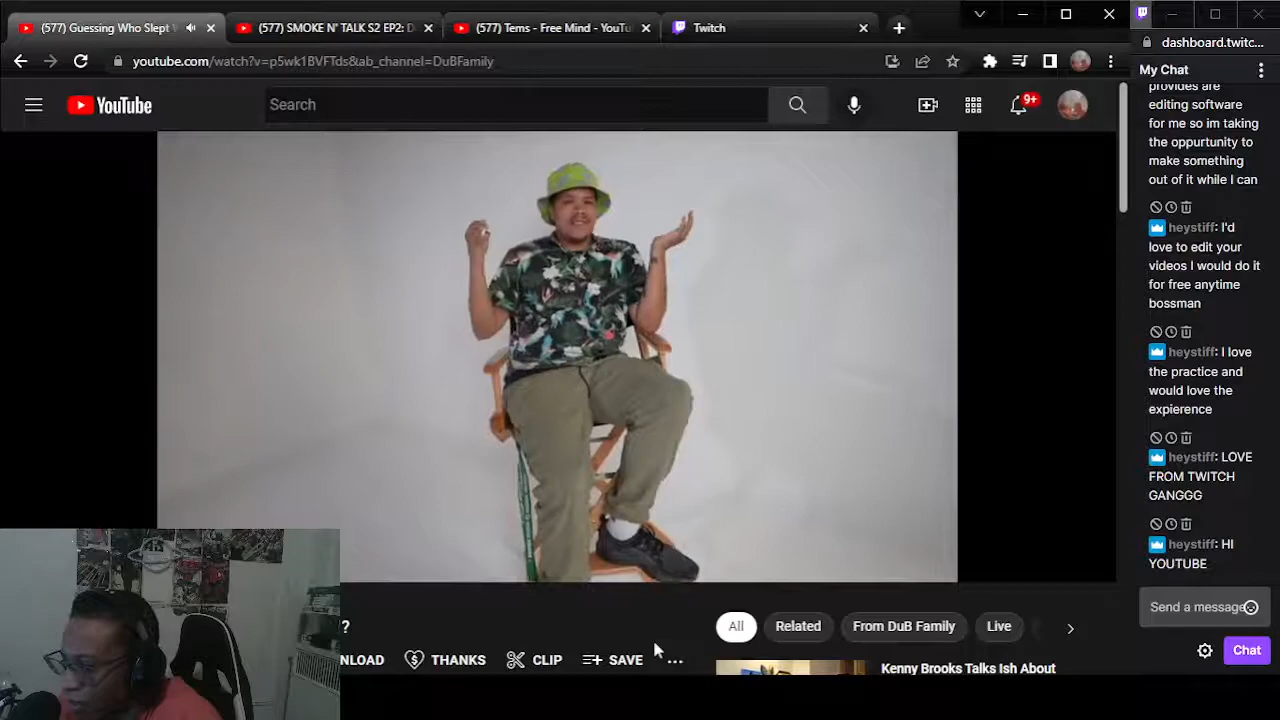 (577) Guessing Who Slept
(577) SMOKE N' TALK S2 EP2:
(577) Tems - Free Mind - YouTu
Twitch
dashboard.twitc...
youtube.com/watch?v=p5wk1BVFTds&ab_channel=DuBFamily
My Chat
YouTube
Search
9+
provides are
editing software
for me so im taking
the oppurtunity to
make something
out of it while I can
heystiff: I'd
love to edit your
videos I would do it
for free anytime
bossman
heystiff: I love
the practice and
would love the
expierence
heystiff: LOVE
FROM TWITCH
GANGGG
heystiff: HI
YOUTUBE
Send a message
Chat
?
All
Related
From DuB Family
Live
NLOAD
THANKS
CLIP
SAVE
...
Kenny Brooks Talks Ish About